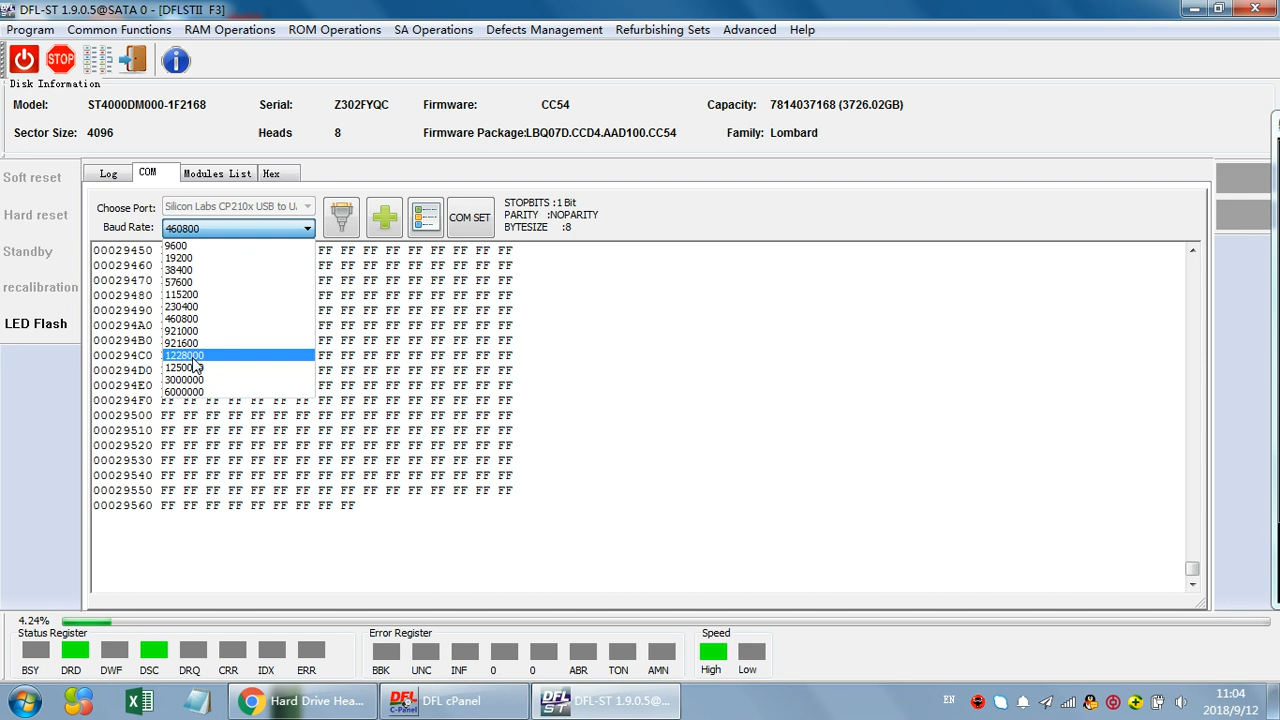 DFL-ST 1.9.0.5@SATA 0 - [DFLSTII F3]
Program Common Functions RAM Operations ROM Operations SA Operations Defects Management Refurbishing Sets Advanced Help
STOP
Disk Information
Model: ST4000DM000-1F2168 Serial: Z302FYQC Firmware: CC54 Capacity: 7814037168 (3726.02GB)
Sector Size: 4096 Heads 8 Firmware Package:LBQ07D.CCD4.AAD100.CC54 Family: Lombard
Soft reset
Hard reset
Standby
recalibration
LED Flash
Log COM Modules List Hex
Choose Port: Silicon Labs CP210x USB to U
Baud Rate: 460800
COM SET
STOPBITS :1 Bit
PARITY :NOPARITY
BYTESIZE :8
9600
19200
38400
57600
115200
230400
460800
921000
921600
1228000
3000000
6000000
00029450 FF FF FF FF FF FF FF FF FF
00029460 FF FF FF FF FF FF FF FF FF
00029470 FF FF FF FF FF FF FF FF FF
00029480 FF FF FF FF FF FF FF FF FF
00029490 FF FF FF FF FF FF FF FF FF
000294A0 FF FF FF FF FF FF FF FF FF
000294B0 FF FF FF FF FF FF FF FF FF
000294C0 FF FF FF FF FF FF FF FF FF
000294D0 FF FF FF FF FF FF FF FF FF
000294E0 FF FF FF FF FF FF FF FF FF
000294F0 FF FF FF FF FF FF FF FF FF FF FF FF FF FF FF FF
00029500 FF FF FF FF FF FF FF FF FF FF FF FF FF FF FF FF
00029510 FF FF FF FF FF FF FF FF FF FF FF FF FF FF FF FF
00029520 FF FF FF FF FF FF FF FF FF FF FF FF FF FF FF FF
00029530 FF FF FF FF FF FF FF FF FF FF FF FF FF FF FF FF
00029540 FF FF FF FF FF FF FF FF FF FF FF FF FF FF FF FF
00029550 FF FF FF FF FF FF FF FF FF FF FF FF FF FF FF FF
00029560 FF FF FF FF FF FF FF FF FF
4.24%
Status Register
BSY DRD DWF DSC DRQ CRR IDX ERR
Error Register
BBK UNC INF 0 0 ABR TON AMN
Speed
High Low
Hard Drive Hea...
DFL C-Panel DFL cPanel
DFL ST DFL-ST 1.9.0.5@...
EN
11:04
2018/9/12